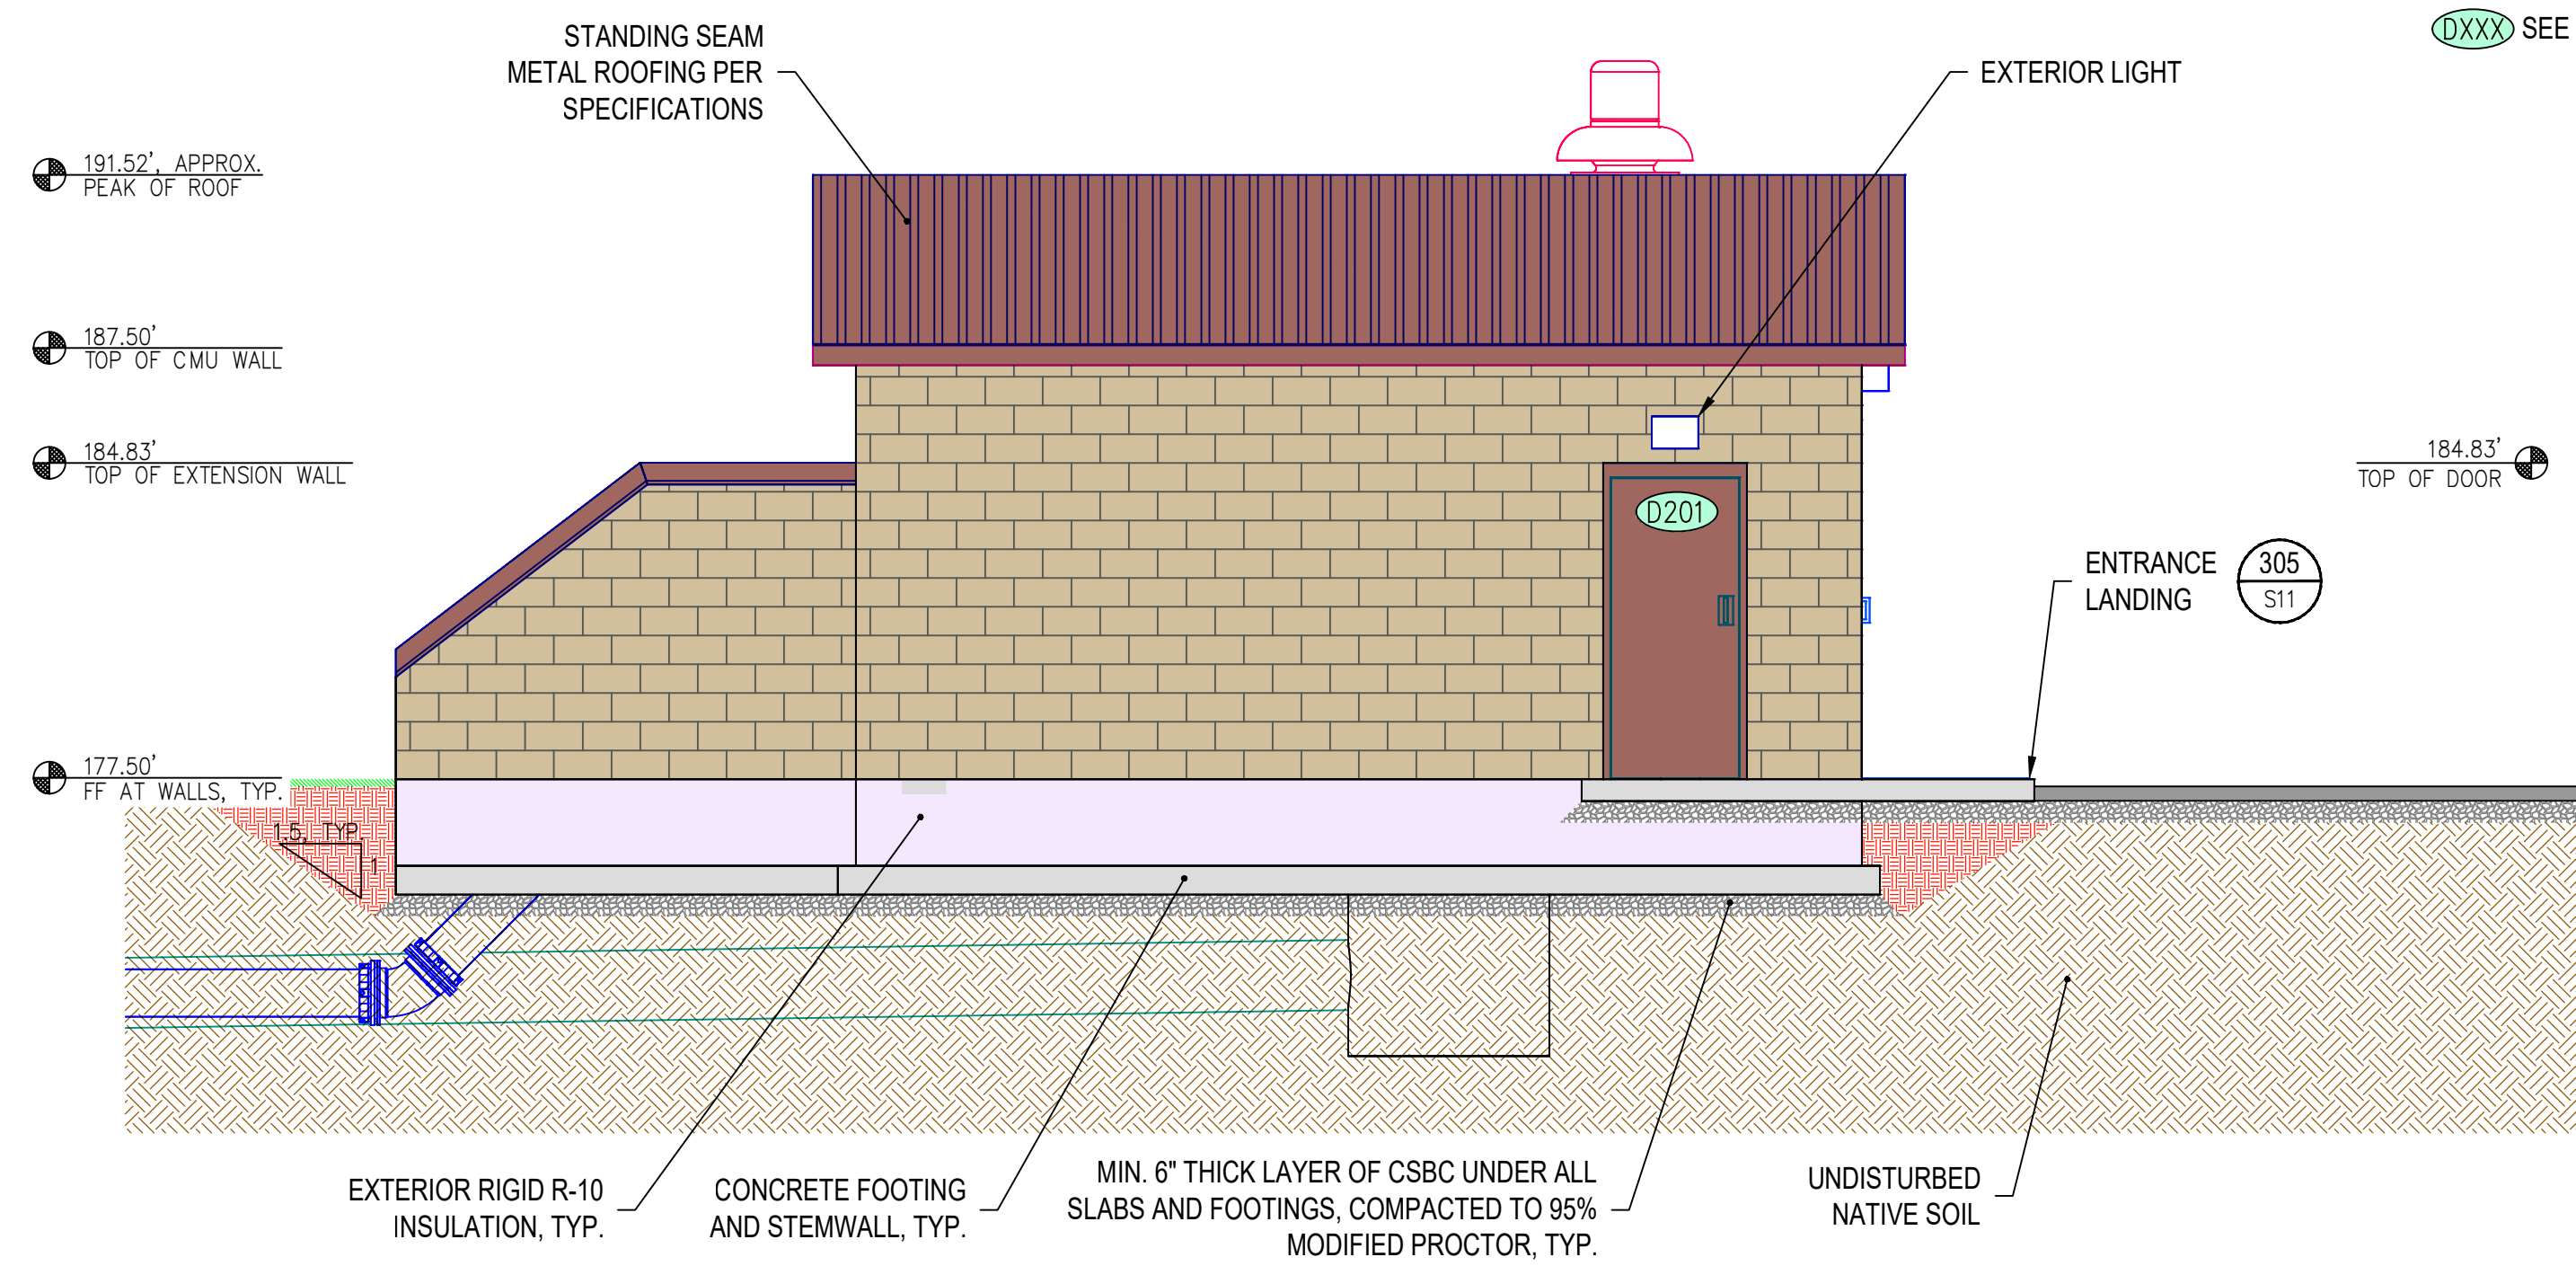 STANDING SEAM
METAL ROOFING PER
SPECIFICATIONS
EXTERIOR LIGHT
DXXX SEE
191.52', APPROX.
PEAK OF ROOF
187.50'
TOP OF CMU WALL
184.83'
TOP OF EXTENSION WALL
184.83'
TOP OF DOOR
D201
ENTRANCE
LANDING
305
S11
177.50'
FF AT WALLS, TYP.
1.5, TYP.
1
EXTERIOR RIGID R-10
INSULATION, TYP.
CONCRETE FOOTING
AND STEMWALL, TYP.
MIN. 6" THICK LAYER OF CSBC UNDER ALL
SLABS AND FOOTINGS, COMPACTED TO 95%
MODIFIED PROCTOR, TYP.
UNDISTURBED
NATIVE SOIL